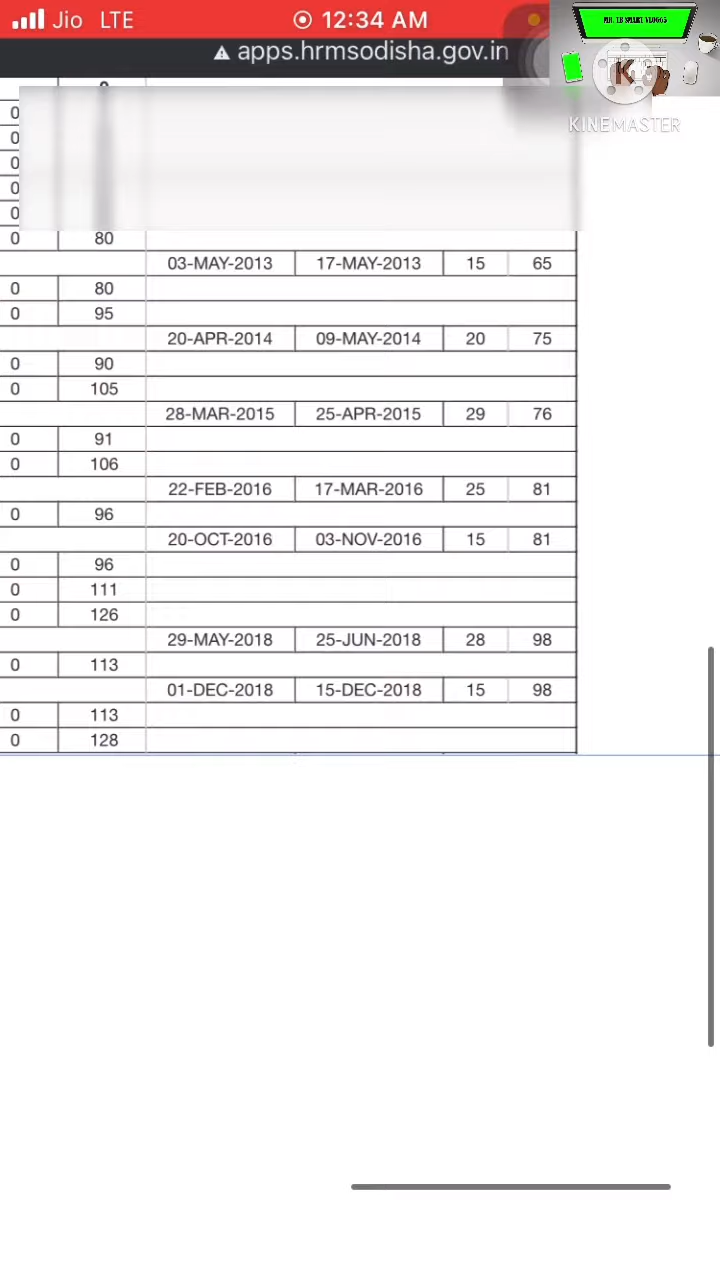 Jio LTE 12:34 AM
apps.hrmsodisha.gov.in
KINEMASTER
0
0
0
0
0
0 80
03-MAY-2013 17-MAY-2013 15 65
0 80
0 95
20-APR-2014 09-MAY-2014 20 75
0 90
0 105
28-MAR-2015 25-APR-2015 29 76
0 91
0 106
22-FEB-2016 17-MAR-2016 25 81
0 96
20-OCT-2016 03-NOV-2016 15 81
0 96
0 111
0 126
29-MAY-2018 25-JUN-2018 28 98
0 113
01-DEC-2018 15-DEC-2018 15 98
0 113
0 128